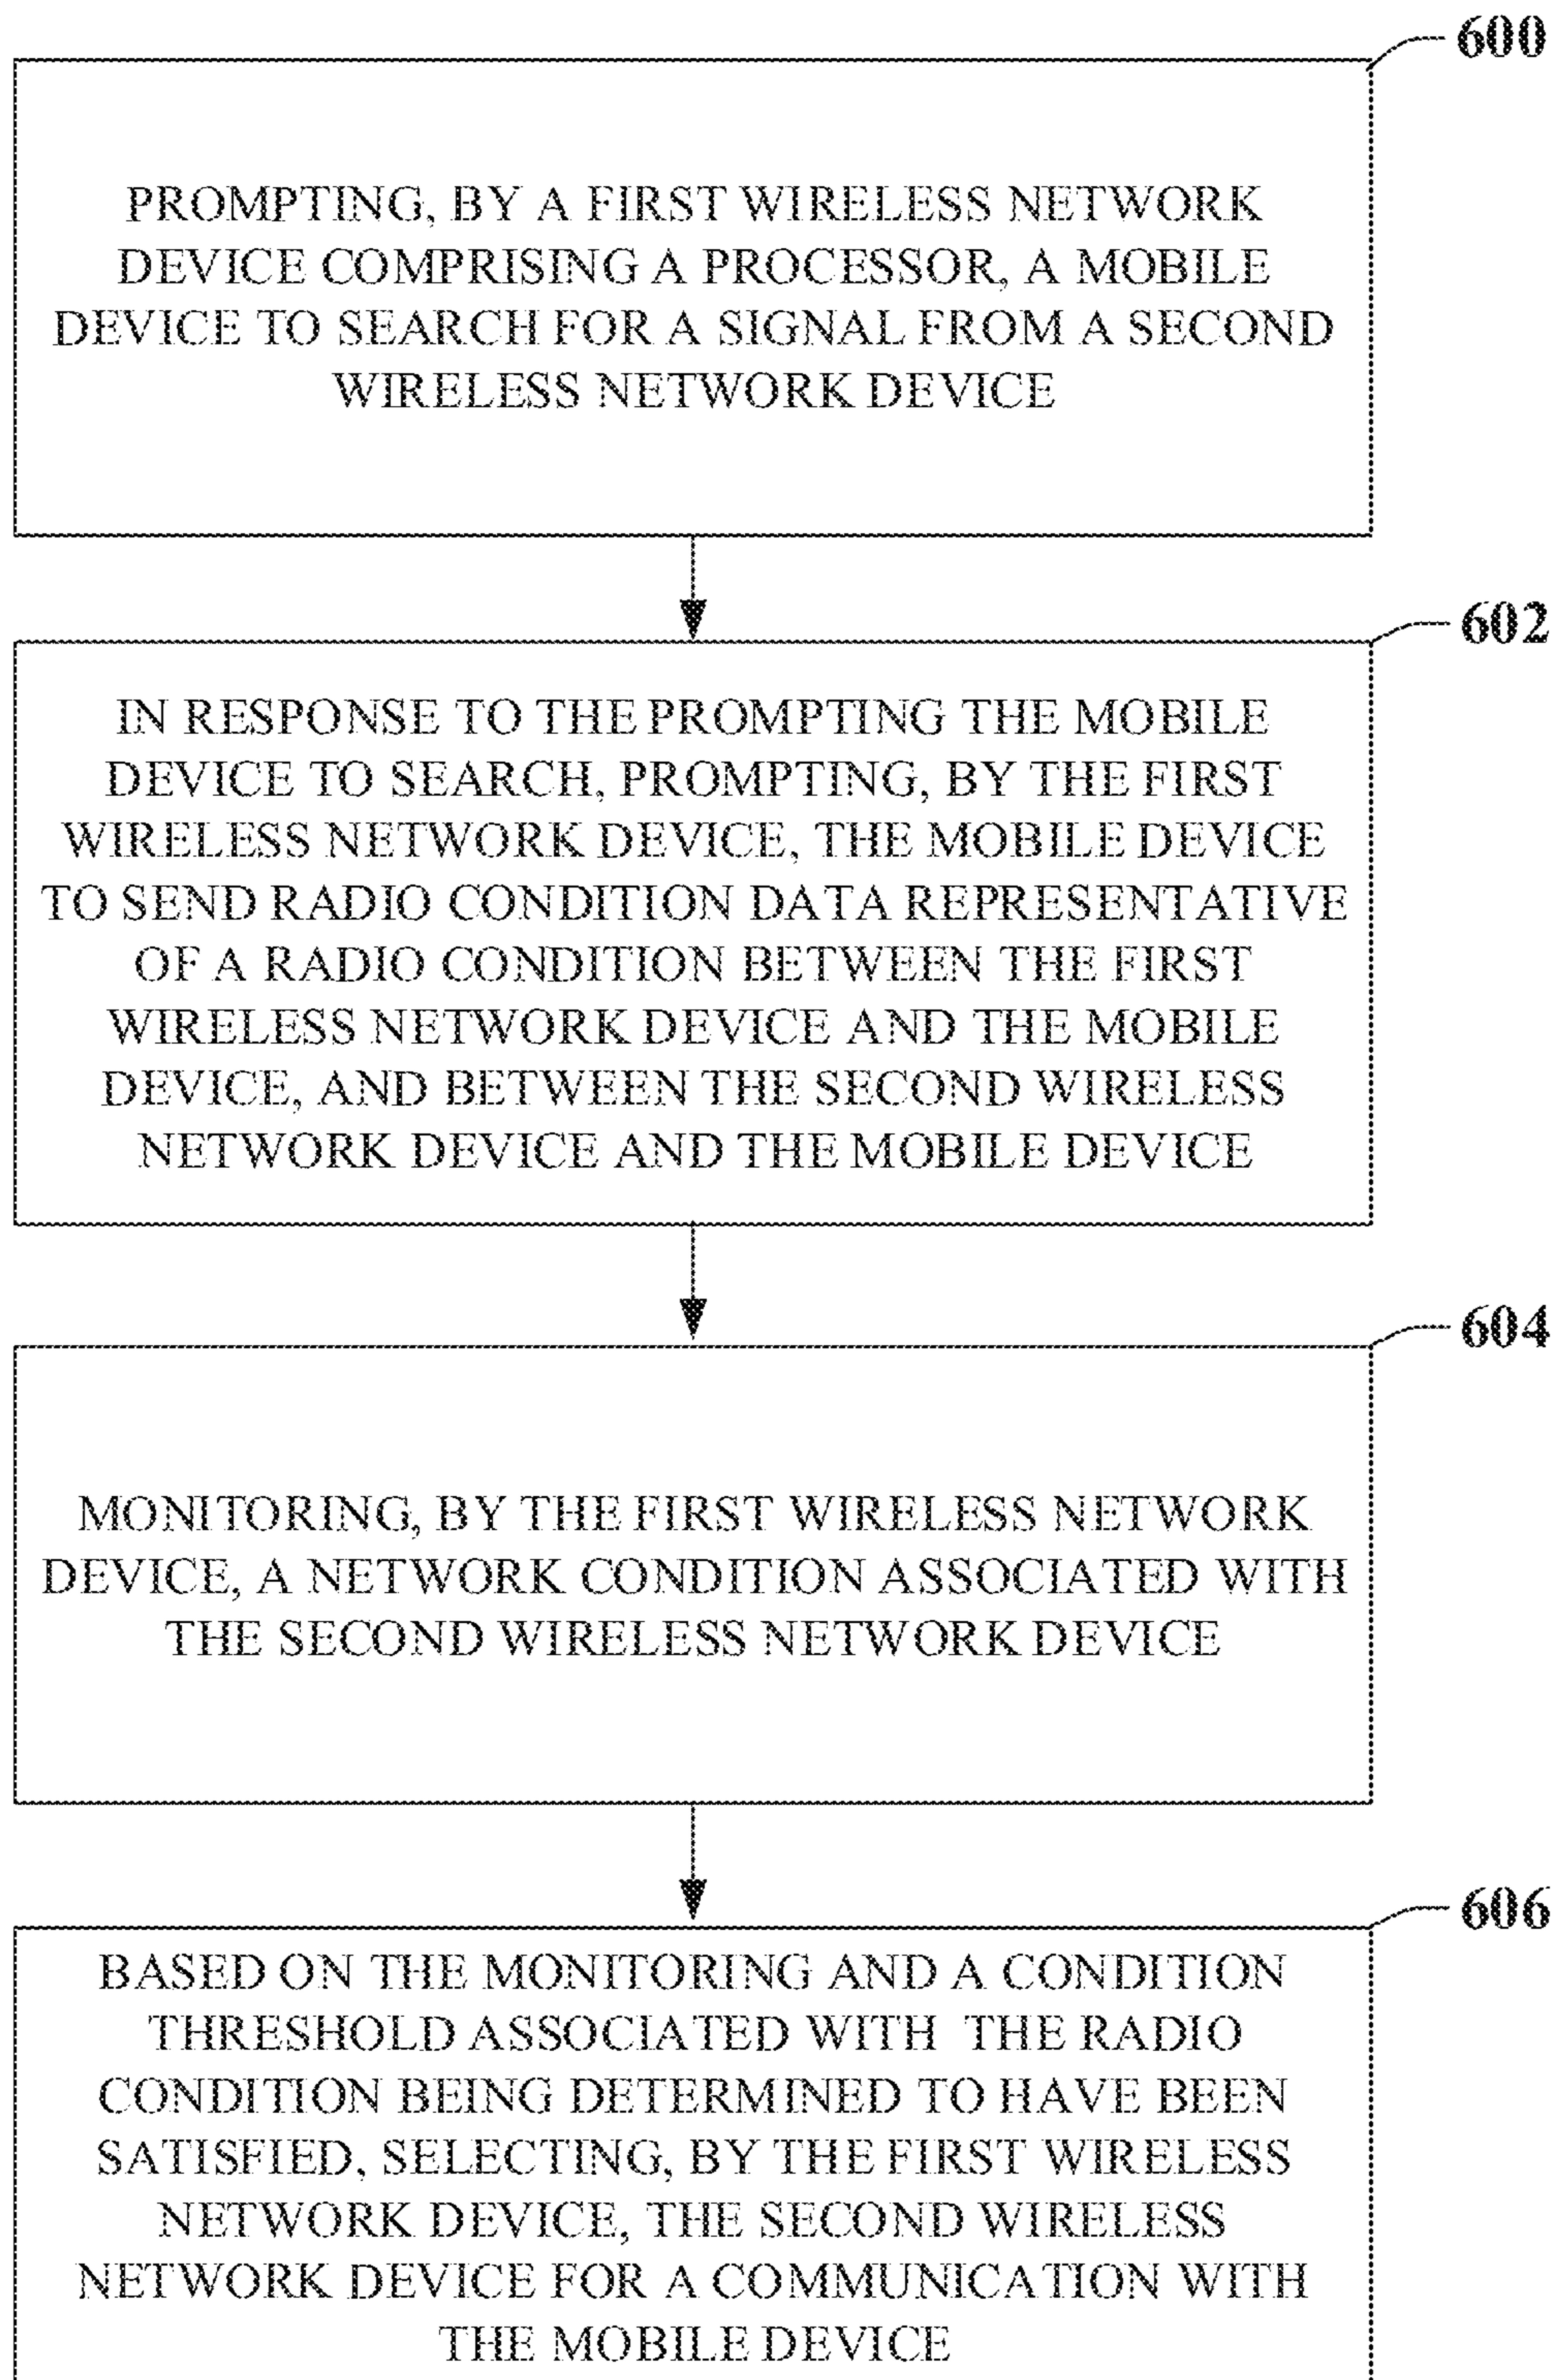 600
PROMPTING, BY A FIRST WIRELESS NETWORK
DEVICE COMPRISING A PROCESSOR, A MOBILE
DEVICE TO SEARCH FOR A SIGNAL FROM A SECOND
WIRELESS NETWORK DEVICE
602
IN RESPONSE TO THE PROMPTING THE MOBILE
DEVICE TO SEARCH, PROMPTING, BY THE FIRST
WIRELESS NETWORK DEVICE, THE MOBILE DEVICE
TO SEND RADIO CONDITION DATA REPRESENTATIVE
OF A RADIO CONDITION BETWEEN THE FIRST
WIRELESS NETWORK DEVICE AND THE MOBILE
DEVICE, AND BETWEEN THE SECOND WIRELESS
NETWORK DEVICE AND THE MOBILE DEVICE
604
MONITORING, BY THE FIRST WIRELESS NETWORK
DEVICE, A NETWORK CONDITION ASSOCIATED WITH
THE SECOND WIRELESS NETWORK DEVICE
606
BASED ON THE MONITORING AND A CONDITION
THRESHOLD ASSOCIATED WITH THE RADIO
CONDITION BEING DETERMINED TO HAVE BEEN
SATISFIED, SELECTING, BY THE FIRST WIRELESS
NETWORK DEVICE, THE SECOND WIRELESS
NETWORK DEVICE FOR A COMMUNICATION WITH
THE MOBILE DEVICE